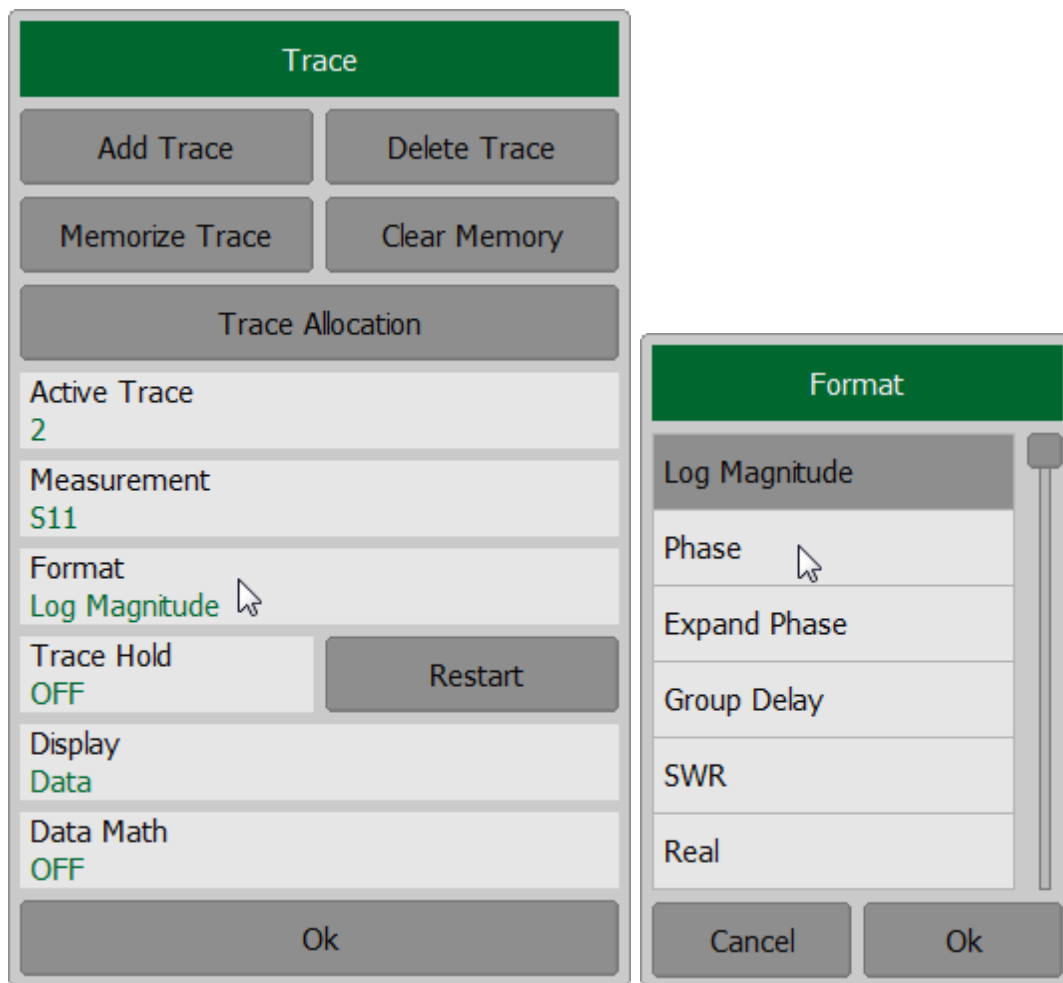 Trace
Add Trace
Delete Trace
Memorize Trace
Clear Memory
Trace Allocation
Active Trace
2
Measurement
S11
Format
Log Magnitude
Trace Hold
OFF
Restart
Display
Data
Data Math
OFF
Ok
Format
Log Magnitude
Phase
Expand Phase
Group Delay
SWR
Real
Cancel
Ok